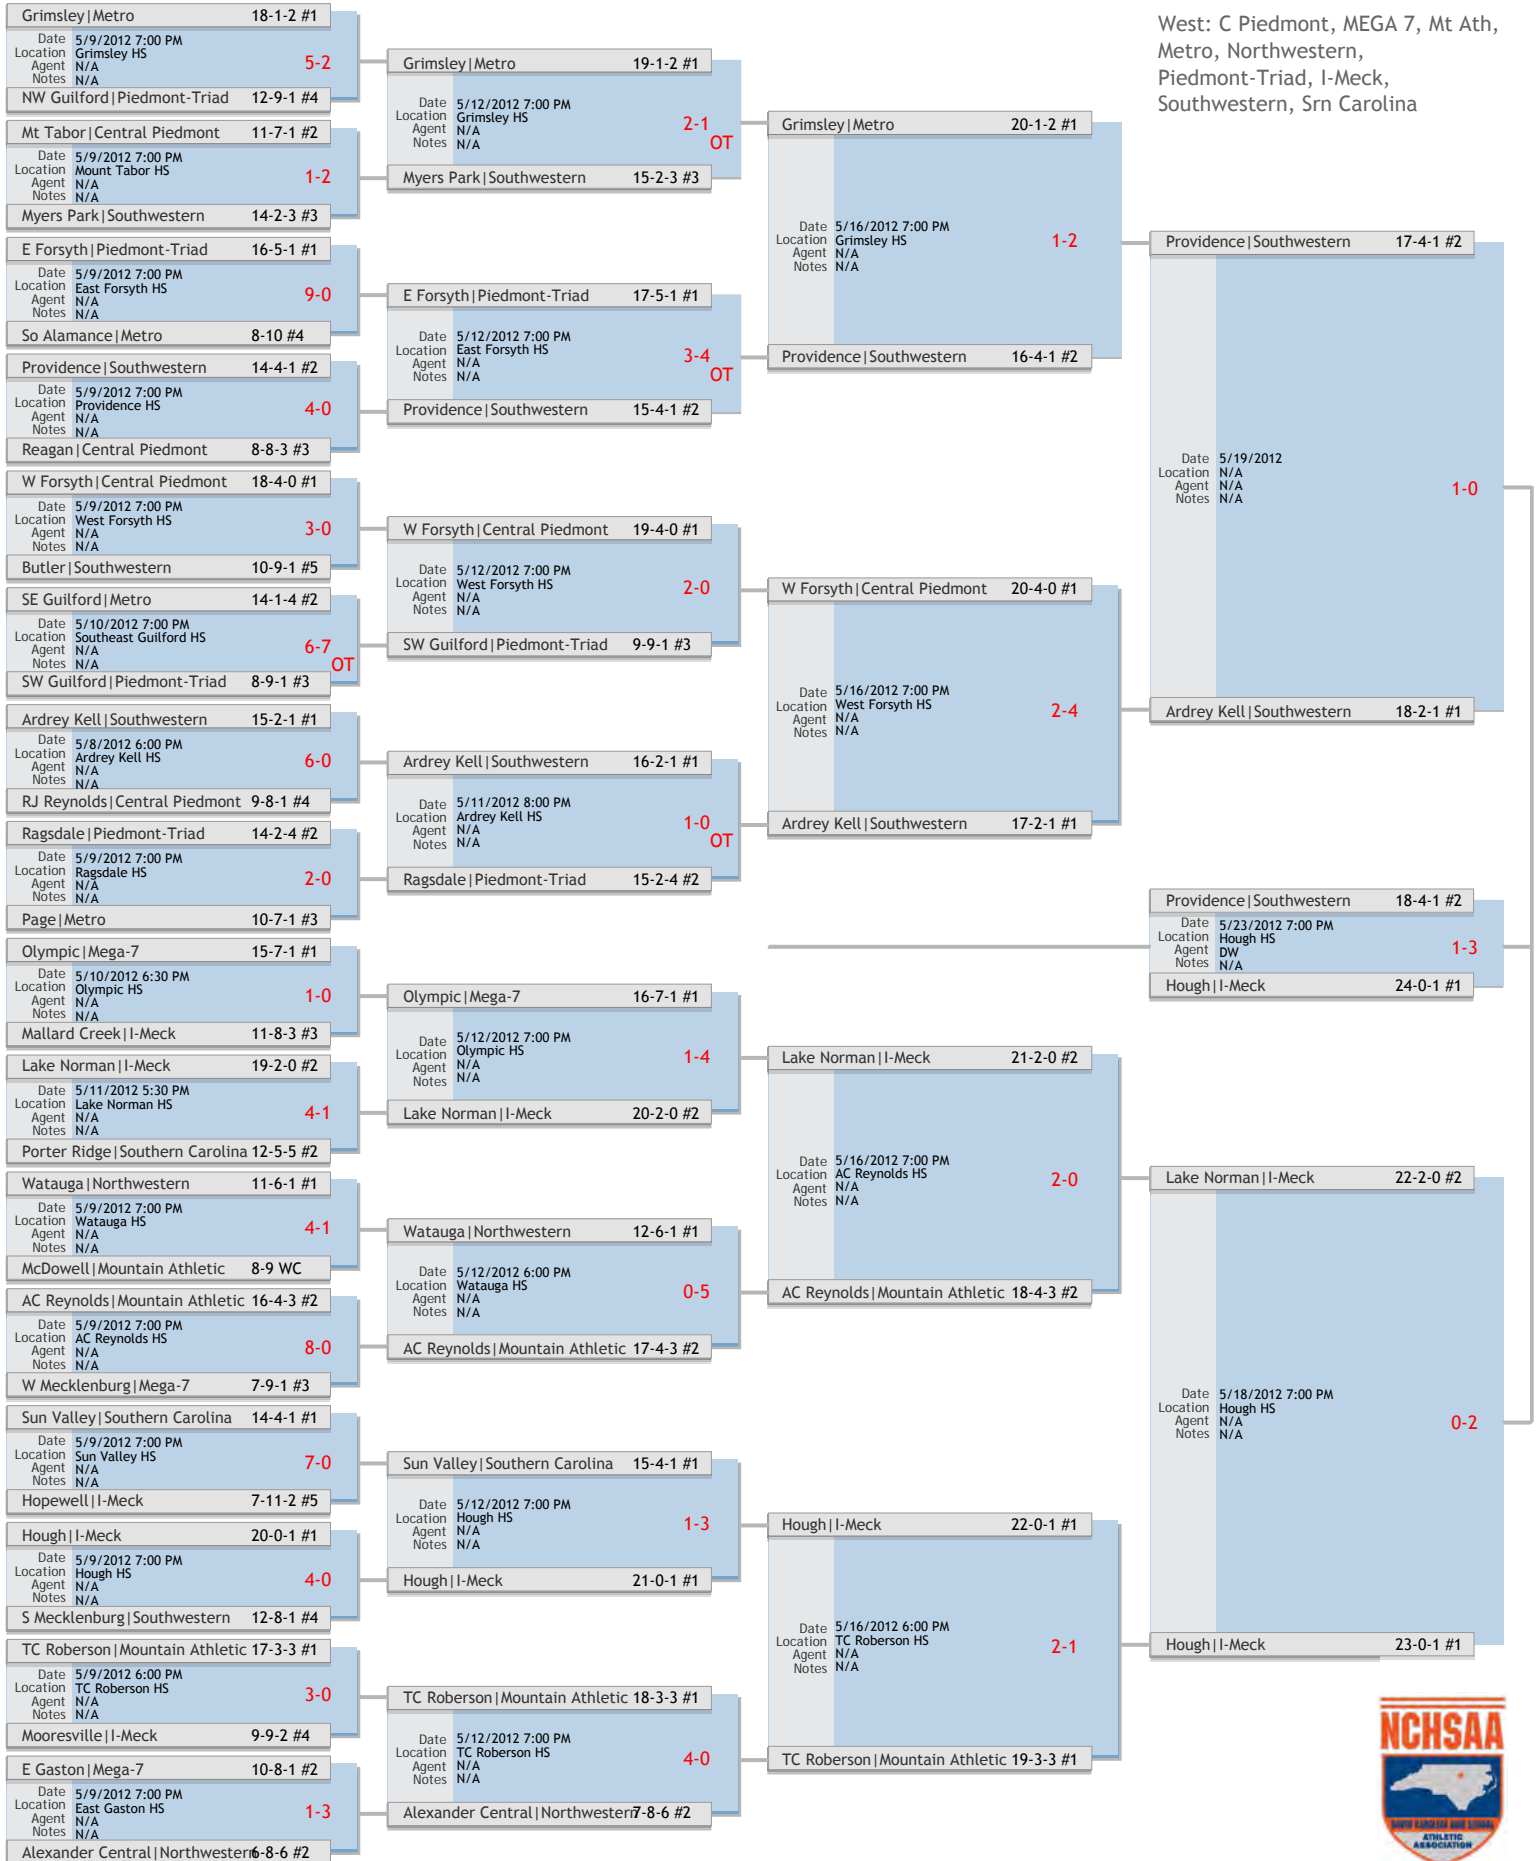 West: C Piedmont, MEGA 7, Mt Ath,
Metro, Northwestern,
Piedmont-Triad, I-Meck,
Southwestern, Srn Carolina
Grimsley|Metro 18-1-2 #1
Date 5/9/2012 7:00 PM
Location Grimsley HS
Agent N/A
Notes N/A
5-2
NW Guilford|Piedmont-Triad 12-9-1 #4
Mt Tabor|Central Piedmont 11-7-1 #2
Date 5/9/2012 7:00 PM
Location Mount Tabor HS
Agent N/A
Notes N/A
1-2
Myers Park|Southwestern 14-2-3 #3
E Forsyth|Piedmont-Triad 16-5-1 #1
Date 5/9/2012 7:00 PM
Location East Forsyth HS
Agent N/A
Notes N/A
9-0
So Alamance|Metro 8-10 #4
Providence|Southwestern 14-4-1 #2
Date 5/9/2012 7:00 PM
Location Providence HS
Agent N/A
Notes N/A
4-0
Reagan|Central Piedmont 8-8-3 #3
W Forsyth|Central Piedmont 18-4-0 #1
Date 5/9/2012 7:00 PM
Location West Forsyth HS
Agent N/A
Notes N/A
3-0
Butler|Southwestern 10-9-1 #5
SE Guilford|Metro 14-1-4 #2
Date 5/10/2012 7:00 PM
Location Southeast Guilford HS
Agent N/A
Notes N/A
6-7
OT
SW Guilford|Piedmont-Triad 8-9-1 #3
Ardrey Kell|Southwestern 15-2-1 #1
Date 5/8/2012 6:00 PM
Location Ardrey Kell HS
Agent N/A
Notes N/A
6-0
RJ Reynolds|Central Piedmont 9-8-1 #4
Ragsdale|Piedmont-Triad 14-2-4 #2
Date 5/9/2012 7:00 PM
Location Ragsdale HS
Agent N/A
Notes N/A
2-0
Page|Metro 10-7-1 #3
Olympic|Mega-7 15-7-1 #1
Date 5/10/2012 6:30 PM
Location Olympic HS
Agent N/A
Notes N/A
1-0
Mallard Creek|I-Meck 11-8-3 #3
Lake Norman|I-Meck 19-2-0 #2
Date 5/11/2012 5:30 PM
Location Lake Norman HS
Agent N/A
Notes N/A
4-1
Porter Ridge|Southern Carolina 12-5-5 #2
Watauga|Northwestern 11-6-1 #1
Date 5/9/2012 7:00 PM
Location Watauga HS
Agent N/A
Notes N/A
4-1
McDowell|Mountain Athletic 8-9 WC
AC Reynolds|Mountain Athletic 16-4-3 #2
Date 5/9/2012 7:00 PM
Location AC Reynolds HS
Agent N/A
Notes N/A
8-0
W Mecklenburg|Mega-7 7-9-1 #3
Sun Valley|Southern Carolina 14-4-1 #1
Date 5/9/2012 7:00 PM
Location Sun Valley HS
Agent N/A
Notes N/A
7-0
Hopewell|I-Meck 7-11-2 #5
Hough|I-Meck 20-0-1 #1
Date 5/9/2012 7:00 PM
Location Hough HS
Agent N/A
Notes N/A
4-0
S Mecklenburg|Southwestern 12-8-1 #4
TC Roberson|Mountain Athletic 17-3-3 #1
Date 5/9/2012 6:00 PM
Location TC Roberson HS
Agent N/A
Notes N/A
3-0
Mooresville|I-Meck 9-9-2 #4
E Gaston|Mega-7 10-8-1 #2
Date 5/9/2012 7:00 PM
Location East Gaston HS
Agent N/A
Notes N/A
1-3
Alexander Central|Northwestern 6-8-6 #2
Grimsley|Metro 19-1-2 #1
Date 5/12/2012 7:00 PM
Location Grimsley HS
Agent N/A
Notes N/A
2-1
OT
Myers Park|Southwestern 15-2-3 #3
E Forsyth|Piedmont-Triad 17-5-1 #1
Date 5/12/2012 7:00 PM
Location East Forsyth HS
Agent N/A
Notes N/A
3-4
OT
Providence|Southwestern 15-4-1 #2
W Forsyth|Central Piedmont 19-4-0 #1
Date 5/12/2012 7:00 PM
Location West Forsyth HS
Agent N/A
Notes N/A
2-0
SW Guilford|Piedmont-Triad 9-9-1 #3
Ardrey Kell|Southwestern 16-2-1 #1
Date 5/11/2012 8:00 PM
Location Ardrey Kell HS
Agent N/A
Notes N/A
1-0
OT
Ragsdale|Piedmont-Triad 15-2-4 #2
Olympic|Mega-7 16-7-1 #1
Date 5/12/2012 7:00 PM
Location Olympic HS
Agent N/A
Notes N/A
1-4
Lake Norman|I-Meck 20-2-0 #2
Watauga|Northwestern 12-6-1 #1
Date 5/12/2012 6:00 PM
Location Watauga HS
Agent N/A
Notes N/A
0-5
AC Reynolds|Mountain Athletic 17-4-3 #2
Sun Valley|Southern Carolina 15-4-1 #1
Date 5/12/2012 7:00 PM
Location Hough HS
Agent N/A
Notes N/A
1-3
Hough|I-Meck 21-0-1 #1
TC Roberson|Mountain Athletic 18-3-3 #1
Date 5/12/2012 7:00 PM
Location TC Roberson HS
Agent N/A
Notes N/A
4-0
Alexander Central|Northwestern 7-8-6 #2
Grimsley|Metro 20-1-2 #1
Date 5/16/2012 7:00 PM
Location Grimsley HS
Agent N/A
Notes N/A
1-2
Providence|Southwestern 16-4-1 #2
W Forsyth|Central Piedmont 20-4-0 #1
Date 5/16/2012 7:00 PM
Location West Forsyth HS
Agent N/A
Notes N/A
2-4
Ardrey Kell|Southwestern 17-2-1 #1
Lake Norman|I-Meck 21-2-0 #2
Date 5/16/2012 7:00 PM
Location AC Reynolds HS
Agent N/A
Notes N/A
2-0
AC Reynolds|Mountain Athletic 18-4-3 #2
Hough|I-Meck 22-0-1 #1
Date 5/16/2012 6:00 PM
Location TC Roberson HS
Agent N/A
Notes N/A
2-1
TC Roberson|Mountain Athletic 19-3-3 #1
Providence|Southwestern 17-4-1 #2
Date 5/19/2012
Location N/A
Agent N/A
Notes N/A
1-0
Ardrey Kell|Southwestern 18-2-1 #1
Providence|Southwestern 18-4-1 #2
Date 5/23/2012 7:00 PM
Location Hough HS
Agent DW
Notes N/A
1-3
Hough|I-Meck 24-0-1 #1
Lake Norman|I-Meck 22-2-0 #2
Date 5/18/2012 7:00 PM
Location Hough HS
Agent N/A
Notes N/A
0-2
Hough|I-Meck 23-0-1 #1
NCHSAA
NORTH CAROLINA HIGH SCHOOL
ATHLETIC
ASSOCIATION